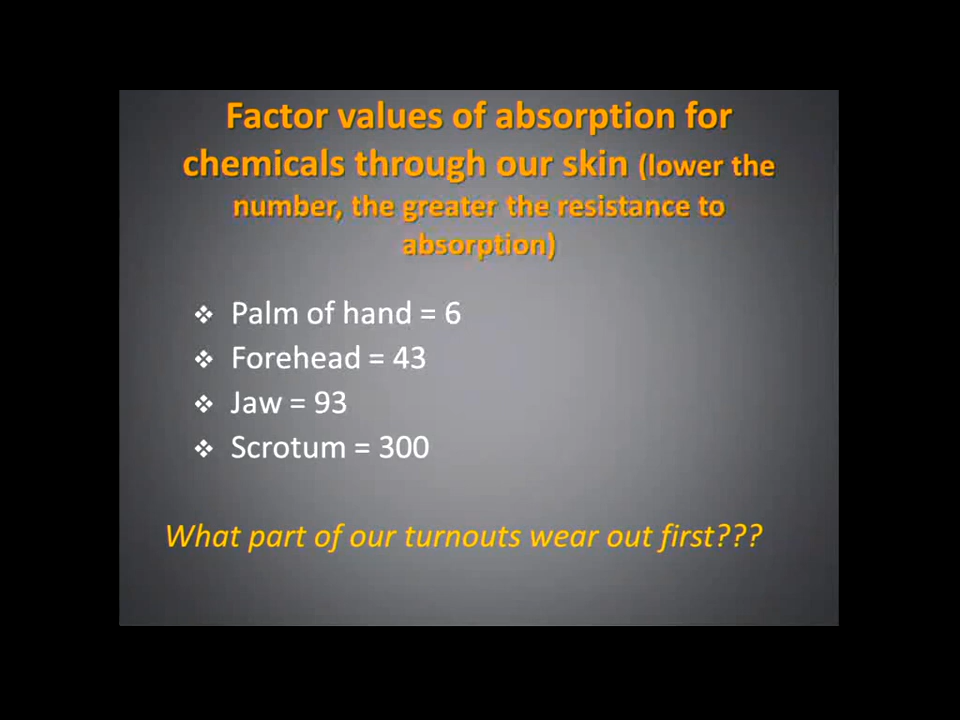 Factor values of absorption for
chemicals through our skin (lower the
number, the greater the resistance to
absorption)
❖ Palm of hand = 6
❖ Forehead = 43
❖ Jaw = 93
❖ Scrotum = 300
What part of our turnouts wear out first???